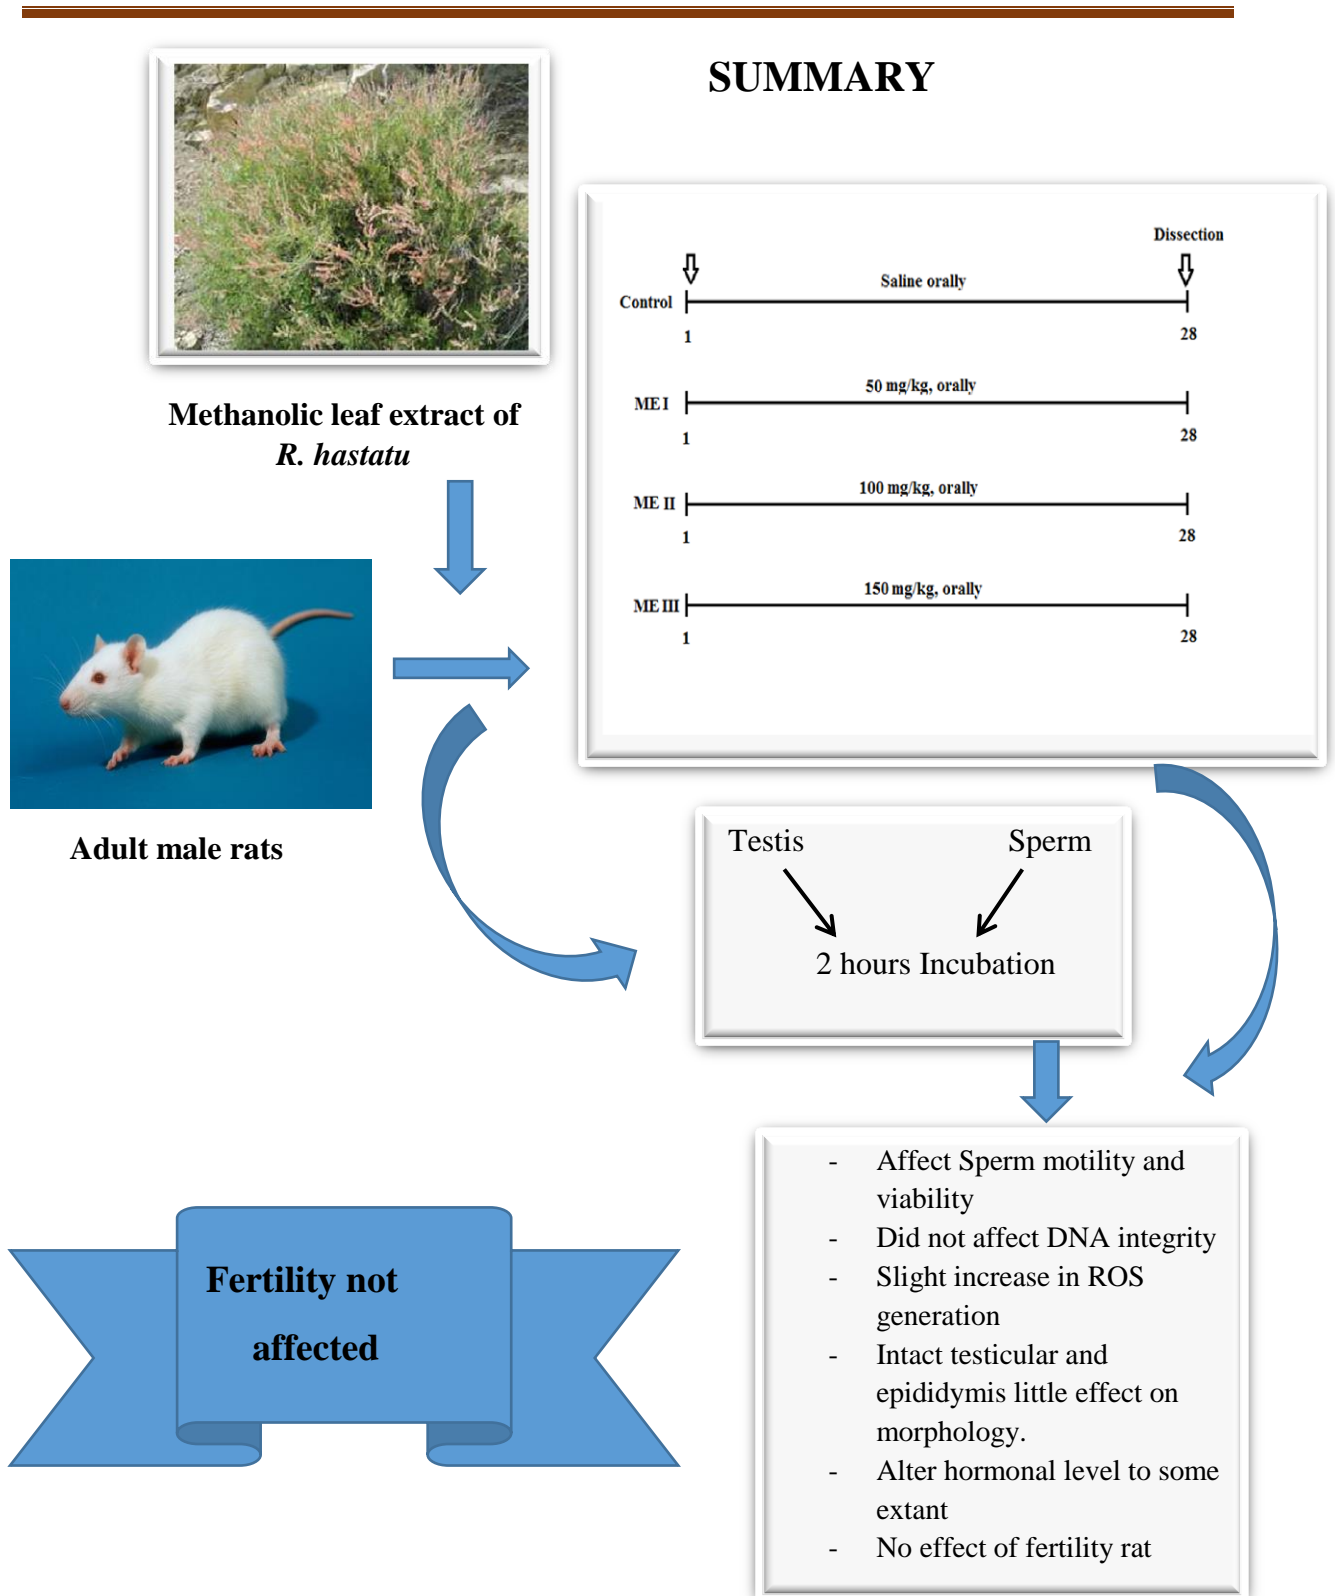 SUMMARY
Methanolic leaf extract of
R. hastatu
Dissection
Saline orally
Control
1
28
50 mg/kg, orally
ME I
1
28
100 mg/kg, orally
ME II
1
28
150 mg/kg, orally
ME III
1
28
Adult male rats
Testis Sperm
2 hours Incubation
- Affect Sperm motility and
viability
- Did not affect DNA integrity
- Slight increase in ROS
generation
- Intact testicular and
epididymis little effect on
morphology.
- Alter hormonal level to some
extant
- No effect of fertility rat
Fertility not
affected